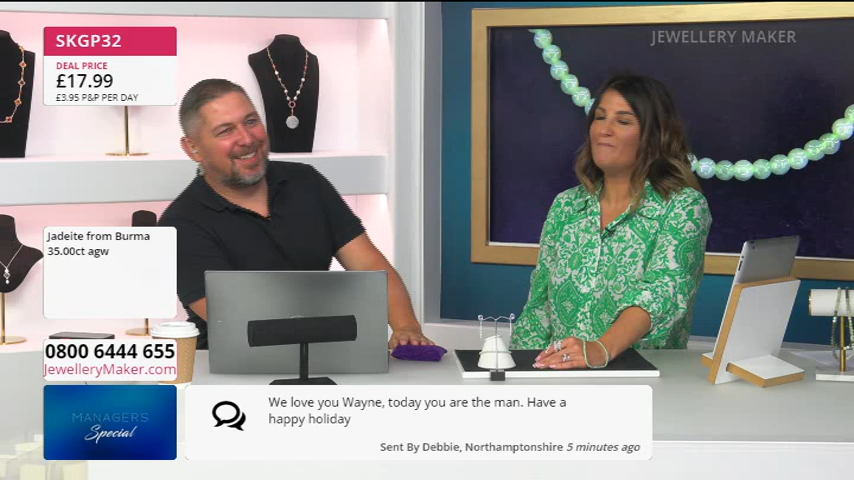 SKGP32
DEAL PRICE
£17.99
£3.95 P&P PER DAY
JEWELLERY MAKER
Jadeite from Burma
35.00ct agw
0800 6444 655
JewelleryMaker.com
MANAGERS
Special
We love you Wayne, today you are the man. Have a
happy holiday
Sent By Debbie, Northamptonshire 5 minutes ago